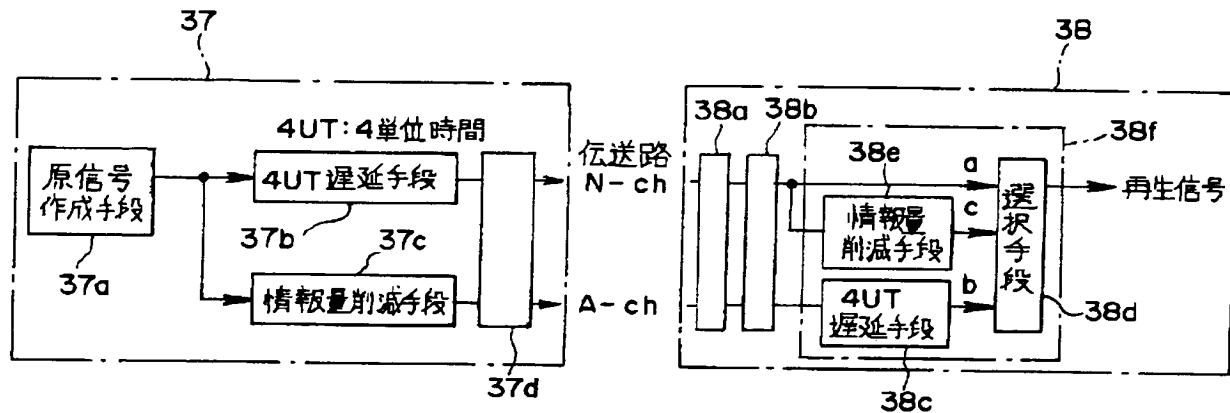 37
4UT:4単位時間
原信号
作成手段
37a
4UT遅延手段
37b
37c
情報量削減手段
37d
伝送路
N-ch
A-ch
38
38a
38b
38f
38e
a
情報量
削減手段
c
4UT
遅延手段
b
38c
選択手段
38d
再生信号